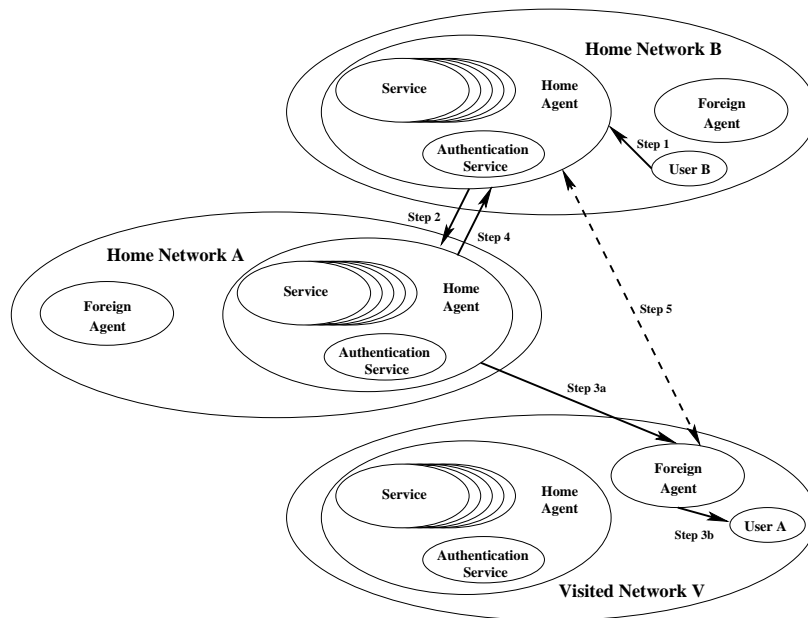 Home Network B
Service
Home
Agent
Foreign
Agent
Authentication
Service
Step 1
User B
Step 2
Step 4
Home Network A
Service
Home
Agent
Foreign
Agent
Authentication
Service
Step 5
Step 3a
Service
Home
Agent
Foreign
Agent
User A
Step 3b
Authentication
Service
Visited Network V